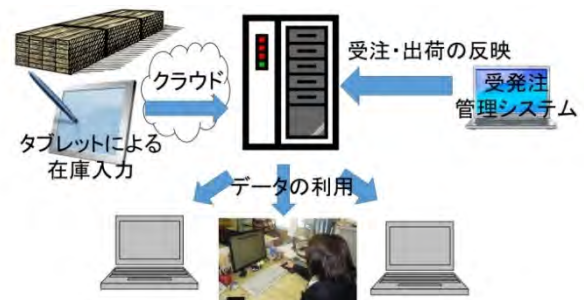 クラウド
受注・出荷の反映
受発注
管理システム
タブレットによる
在庫入力
データの利用